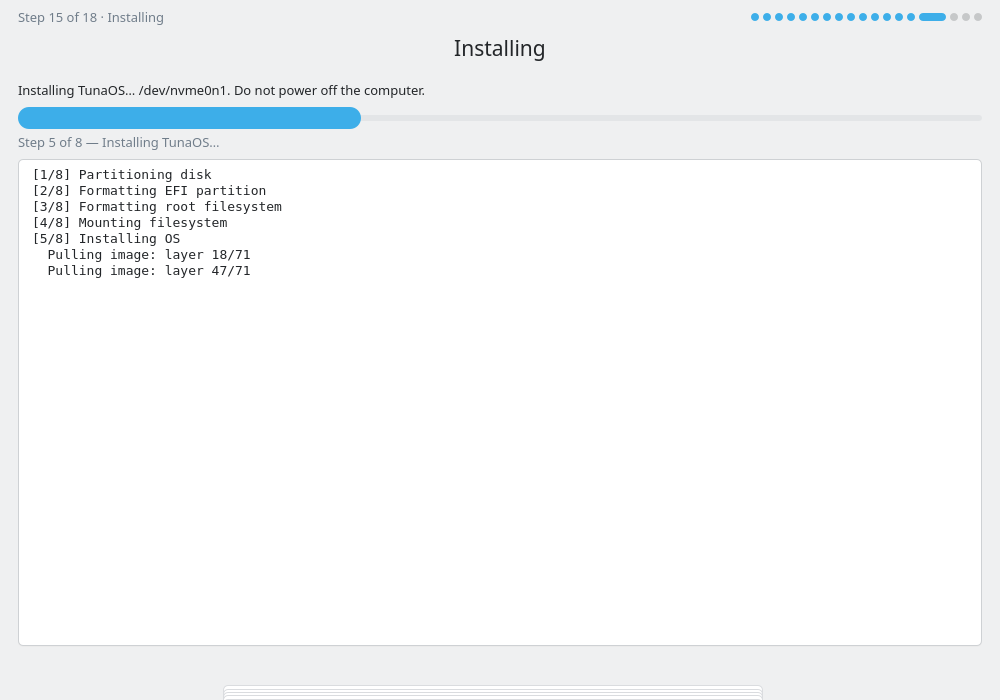 Step 15 of 18 · Installing
Installing
Installing TunaOS... /dev/nvme0n1. Do not power off the computer.
Step 5 of 8 — Installing TunaOS...
[1/8] Partitioning disk
[2/8] Formatting EFI partition
[3/8] Formatting root filesystem
[4/8] Mounting filesystem
[5/8] Installing OS
  Pulling image: layer 18/71
  Pulling image: layer 47/71